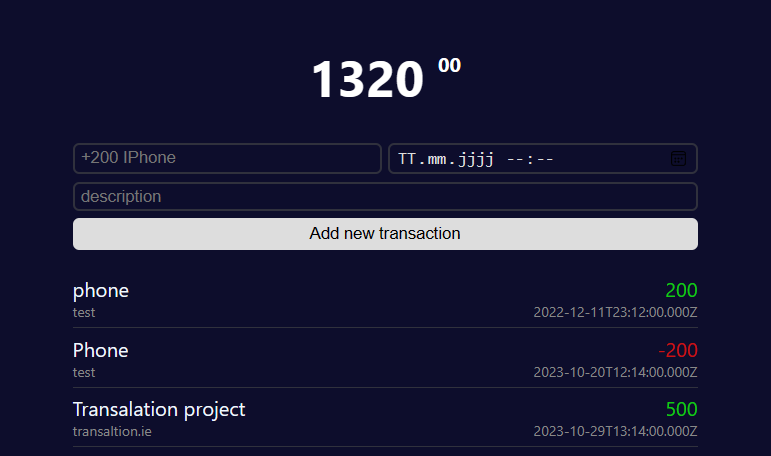 1320 00
+200 IPhone TT.mm.jjjj --:--
description
Add new transaction
phone 200
test 2022-12-11T23:12:00.000Z
Phone -200
test 2023-10-20T12:14:00.000Z
Transalation project 500
transaltion.ie 2023-10-29T13:14:00.000Z